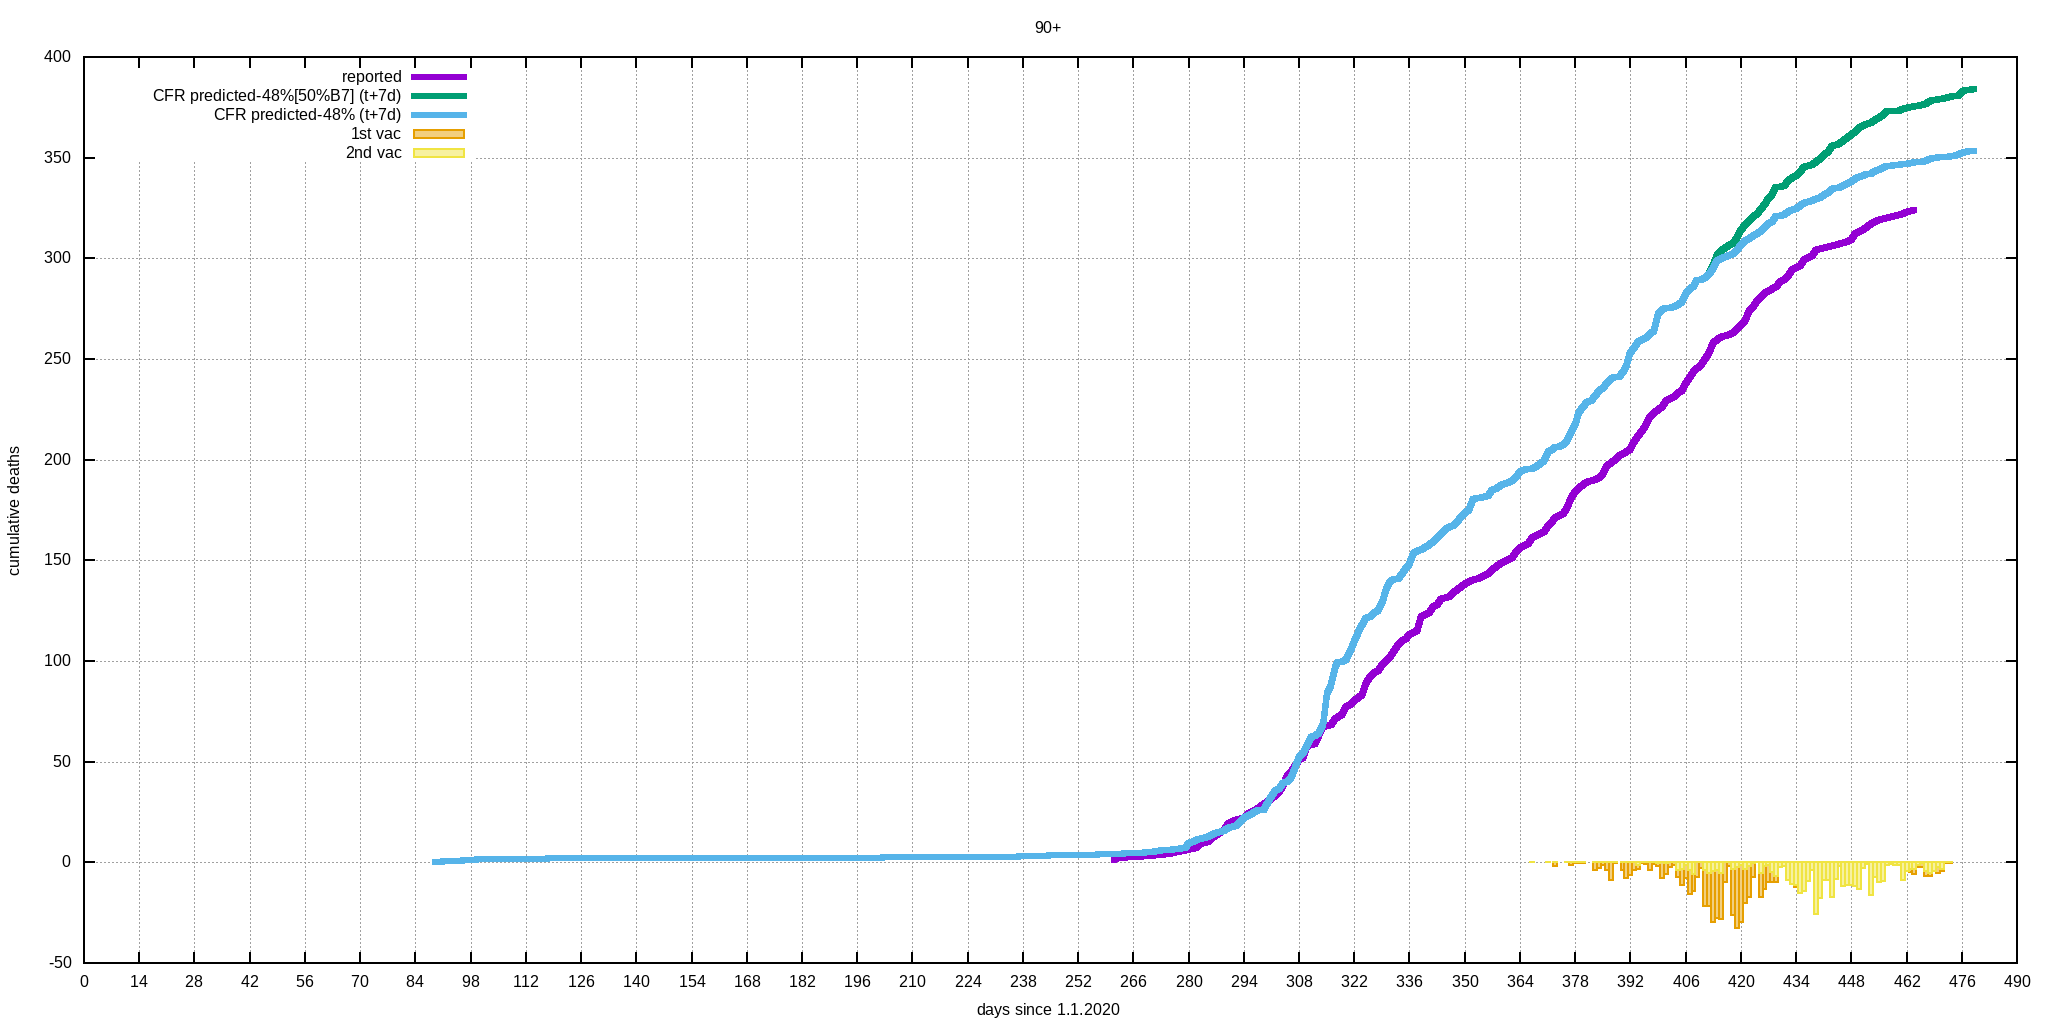 90+
400
350
300
250
200
150
100
50
0
-50
cumulative deaths
reported
CFR predicted-48%[50%B7] (t+7d)
CFR predicted-48% (t+7d)
1st vac
2nd vac
0 14 28 42 56 70 84 98 112 126 140 154 168 182 196 210 224 238 252 266 280 294 308 322 336 350 364 378 392 406 420 434 448 462 476 490
days since 1.1.2020